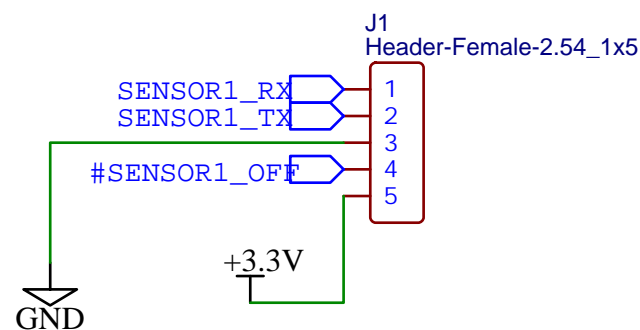 J1
Header-Female-2.54_1x5
SENSOR1_RX 1
SENSOR1_TX 2
3
#SENSOR1_OFF 4
5
+3.3V
GND